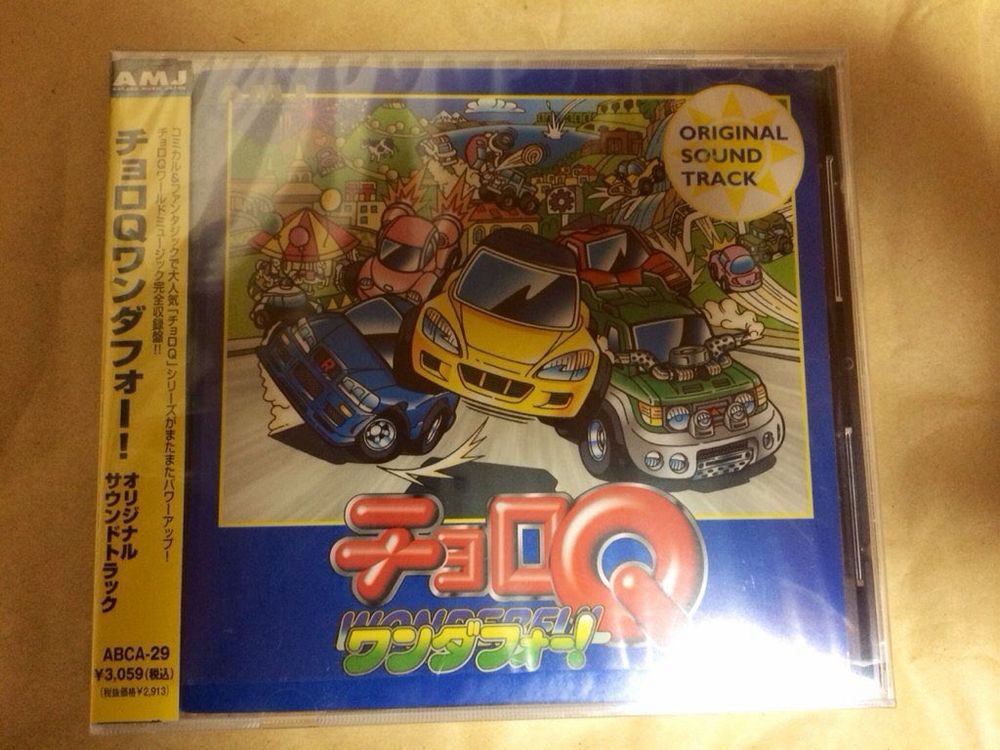 AMJ
チョロQワンダフォー!
オリジナル
サウンドトラック
コミカル&ファンタジックで大人気「チョロQ」シリーズがまたまたパワーアップ!
チョロQワールドミュージック完全収録盤!!
ABCA-29
¥3,059(税込)
(税抜価格¥2,913)
AMJ
ORIGINAL
SOUND
TRACK
R
チョロQ
WONDERFUL!
ワンダフォー!